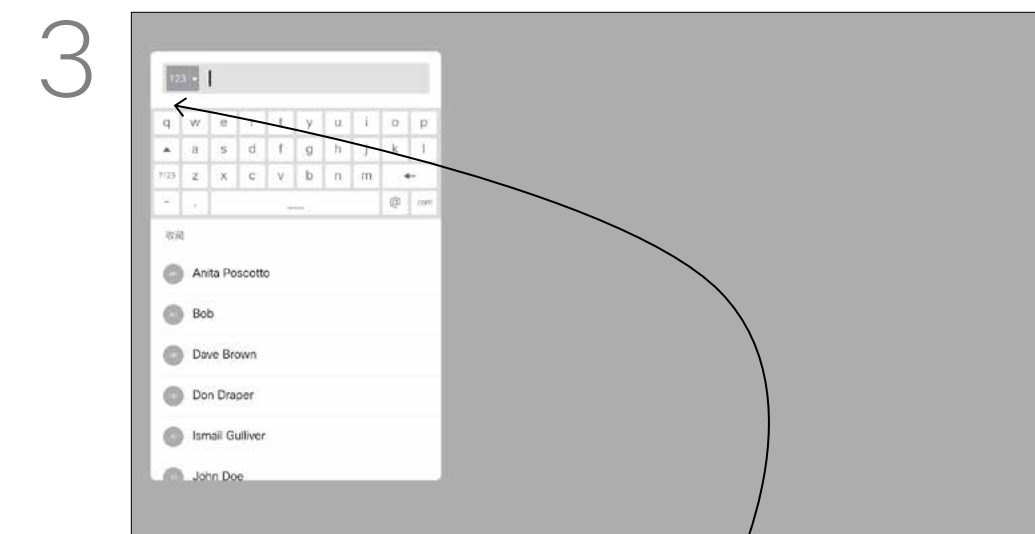 3
123
q w e r t y u i o p
a s d f g h j k l
?123 z x c v b n m
- . @ .com
收藏
Anita Poscotto
Bob
Dave Brown
Don Draper
Ismail Gulliver
John Doe